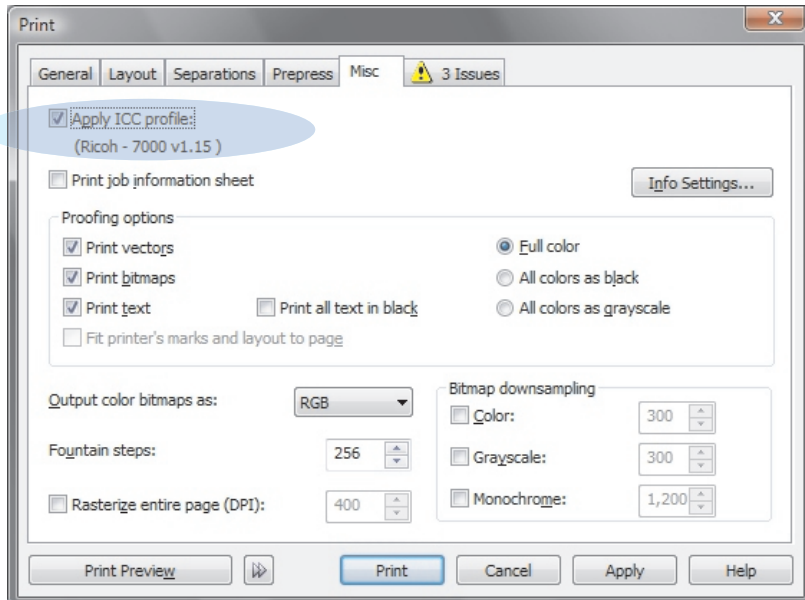 Print
General Layout Separations Prepress Misc 3 Issues
Apply ICC profile:
(Ricoh - 7000 v1.15 )
Print job information sheet Info Settings...
Proofing options
Print vectors Full color
Print bitmaps All colors as black
Print text Print all text in black All colors as grayscale
Fit printer's marks and layout to page
Output color bitmaps as: RGB Bitmap downsampling
Color: 300
Fountain steps: 256 Grayscale: 300
Rasterize entire page (DPI): 400 Monochrome: 1,200
Print Preview Print Cancel Apply Help